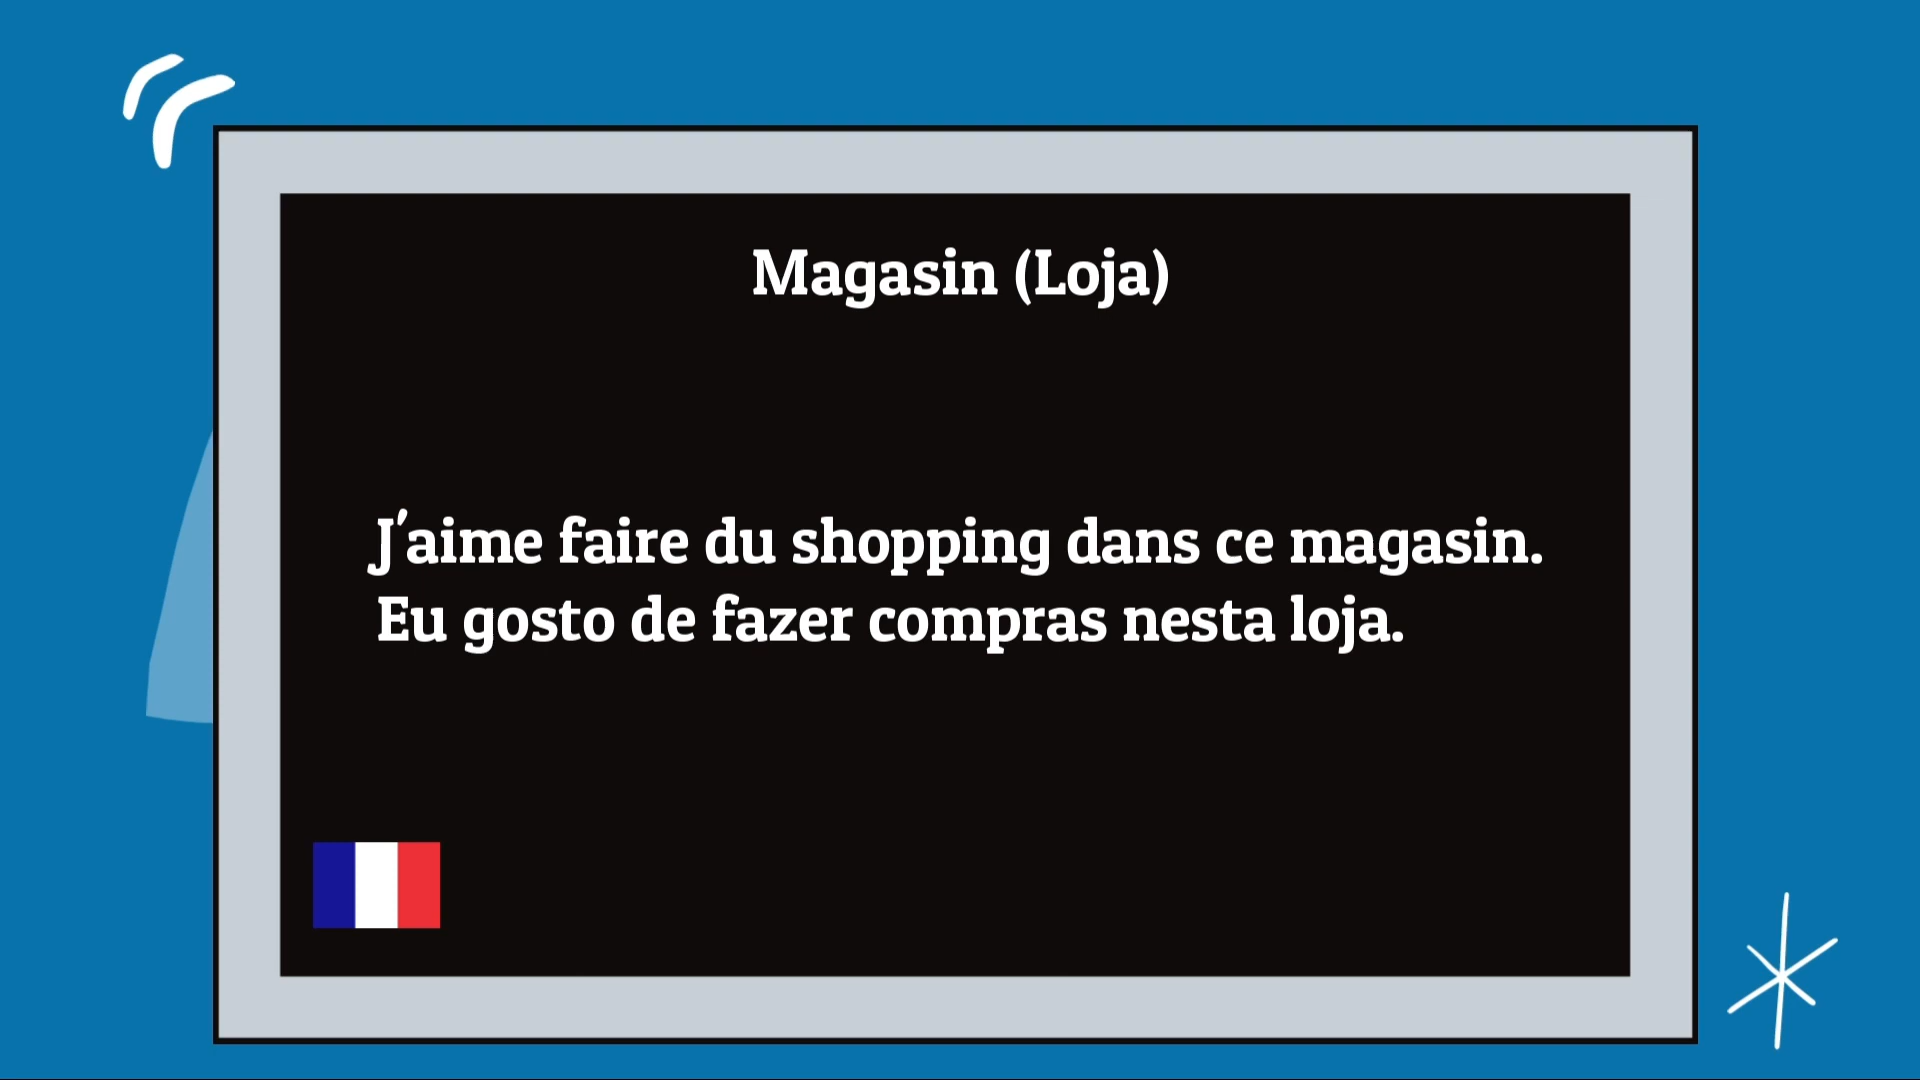 Magasin (Loja)
J'aime faire du shopping dans ce magasin.
Eu gosto de fazer compras nesta loja.